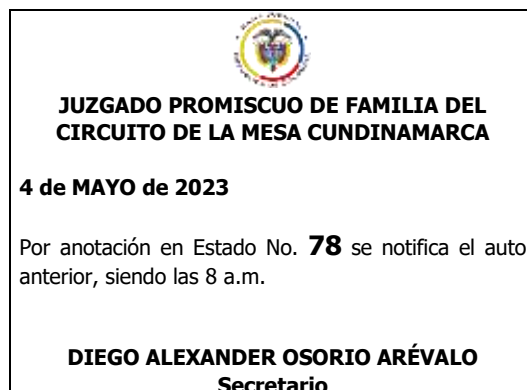 JUZGADO PROMISCUO DE FAMILIA DEL
CIRCUITO DE LA MESA CUNDINAMARCA
4 de MAYO de 2023
Por anotación en Estado No. 78 se notifica el auto
anterior, siendo las 8 a.m.
DIEGO ALEXANDER OSORIO ARÉVALO
Secretario